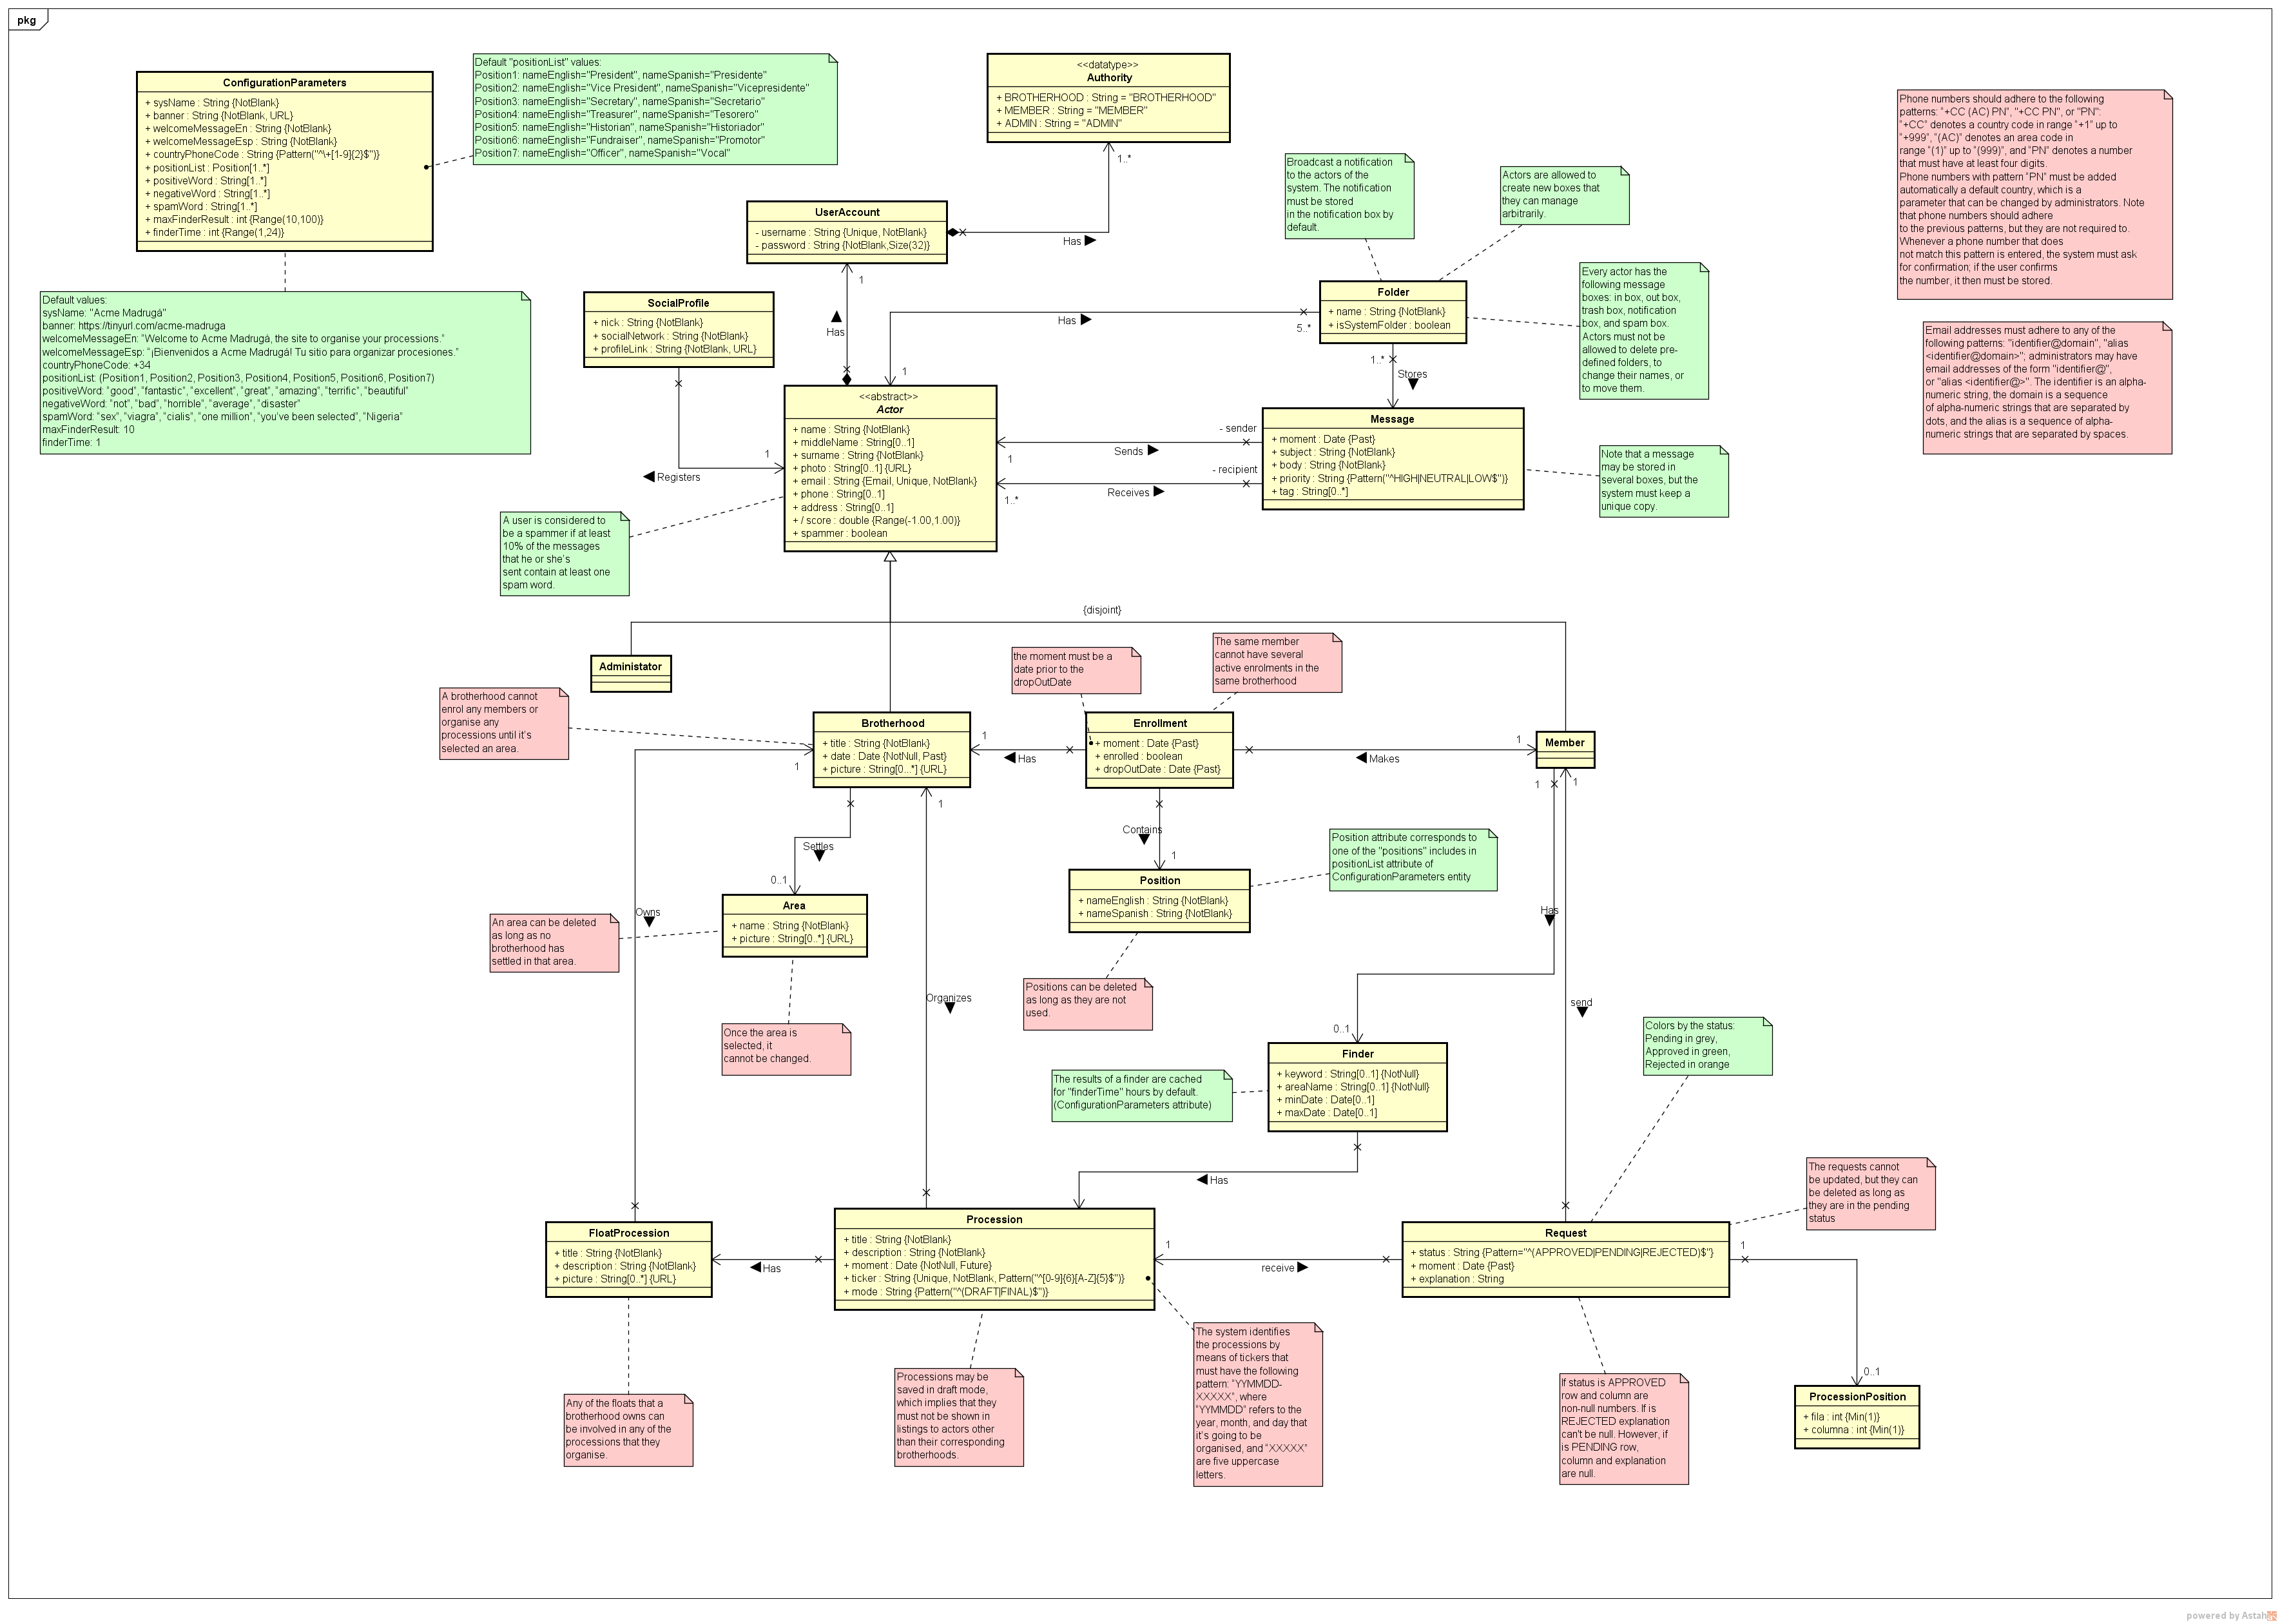 pkg
ConfigurationParameters
+ sysName : String {NotBlank}
+ banner : String {NotBlank, URL}
+ welcomeMessageEn : String {NotBlank}
+ welcomeMessageEsp : String {NotBlank}
+ countryPhoneCode : String {Pattern("^\+[1-9]{2}$")}
+ positionList : Position[1..*]
+ positiveWord : String[1..*]
+ negativeWord : String[1..*]
+ spamWord : String[1..*]
+ maxFinderResult : int {Range(10,100)}
+ finderTime : int {Range(1,24)}
Default "positionList" values:
Position1: nameEnglish="President", nameSpanish="Presidente"
Position2: nameEnglish="Vice President", nameSpanish="Vicepresidente"
Position3: nameEnglish="Secretary", nameSpanish="Secretario"
Position4: nameEnglish="Treasurer", nameSpanish="Tesorero"
Position5: nameEnglish="Historian", nameSpanish="Historiador"
Position6: nameEnglish="Fundraiser", nameSpanish="Promotor"
Position7: nameEnglish="Officer", nameSpanish="Vocal"
<<datatype>>
Authority
+ BROTHERHOOD : String = "BROTHERHOOD"
+ MEMBER : String = "MEMBER"
+ ADMIN : String = "ADMIN"
1..*
Has
UserAccount
- username : String {Unique, NotBlank}
- password : String {NotBlank,Size(32)}
1
Has
Broadcast a notification
to the actors of the
system. The notification
must be stored
in the notification box by
default.
Actors are allowed to
create new boxes that
they can manage
arbitrarily.
Phone numbers should adhere to the following
patterns: "+CC (AC) PN", "+CC PN", or "PN":
"+CC" denotes a country code in range "+1" up to
"+999", "(AC)" denotes an area code in
range "(1)" up to "(999)", and "PN" denotes a number
that must have at least four digits.
Phone numbers with pattern "PN" must be added
automatically a default country, which is a
parameter that can be changed by administrators. Note
that phone numbers should adhere
to the previous patterns, but they are not required to.
Whenever a phone number that does
not match this pattern is entered, the system must ask
for confirmation; if the user confirms
the number, it then must be stored.
Default values:
sysName: "Acme Madrugá"
banner: https://tinyurl.com/acme-madruga
welcomeMessageEn: "Welcome to Acme Madrugá, the site to organise your processions."
welcomeMessageEsp: "¡Bienvenidos a Acme Madrugá! Tu sitio para organizar procesiones."
countryPhoneCode: +34
positionList: (Position1, Position2, Position3, Position4, Position5, Position6, Position7)
positiveWord: "good", "fantastic", "excellent", "great", "amazing", "terrific", "beautiful"
negativeWord: "not", "bad", "horrible", "average", "disaster"
spamWord: "sex", "viagra", "cialis", "one million", "you've been selected", "Nigeria"
maxFinderResult: 10
finderTime: 1
SocialProfile
+ nick : String {NotBlank}
+ socialNetwork : String {NotBlank}
+ profileLink : String {NotBlank, URL}
1
Registers
Folder
+ name : String {NotBlank}
+ isSystemFolder : boolean
Has
5..*
1
1..*
Stores
Every actor has the
following message
boxes: in box, out box,
trash box, notification
box, and spam box.
Actors must not be
allowed to delete pre-
defined folders, to
change their names, or
to move them.
Email addresses must adhere to any of the
following patterns: "identifier@domain", "alias
<identifier@domain>"; administrators may have
email addresses of the form "identifier@",
or "alias <identifier@>". The identifier is an alpha-
numeric string, the domain is a sequence
of alpha-numeric strings that are separated by
dots, and the alias is a sequence of alpha-
numeric strings that are separated by spaces.
<<abstract>>
Actor
+ name : String {NotBlank}
+ middleName : String[0..1]
+ surname : String {NotBlank}
+ photo : String[0..1] {URL}
+ email : String {Email, Unique, NotBlank}
+ phone : String[0..1]
+ address : String[0..1]
+ / score : double {Range(-1.00,1.00)}
+ spammer : boolean
- sender
1
Sends
- recipient
1..*
Receives
Message
+ moment : Date {Past}
+ subject : String {NotBlank}
+ body : String {NotBlank}
+ priority : String {Pattern("^HIGH|NEUTRAL|LOW$")}
+ tag : String[0..*]
Note that a message
may be stored in
several boxes, but the
system must keep a
unique copy.
A user is considered to
be a spammer if at least
10% of the messages
that he or she's
sent contain at least one
spam word.
{disjoint}
Administator
A brotherhood cannot
enrol any members or
organise any
processions until it's
selected an area.
the moment must be a
date prior to the
dropOutDate
The same member
cannot have several
active enrolments in the
same brotherhood
Brotherhood
+ title : String {NotBlank}
+ date : Date {NotNull, Past}
+ picture : String[0...*] {URL}
1
1
Has
1
Enrollment
+ moment : Date {Past}
+ enrolled : boolean
+ dropOutDate : Date {Past}
1
Makes
Member
1
1
Settles
0..1
Contains
1
Position attribute corresponds to
one of the "positions" includes in
positionList attribute of
ConfigurationParameters entity
Position
+ nameEnglish : String {NotBlank}
+ nameSpanish : String {NotBlank}
Area
+ name : String {NotBlank}
+ picture : String[0..*] {URL}
An area can be deleted
as long as no
brotherhood has
settled in that area.
Owns
Has
Organizes
Positions can be deleted
as long as they are not
used.
send
Once the area is
selected, it
cannot be changed.
0..1
Colors by the status:
Pending in grey,
Approved in green,
Rejected in orange
The results of a finder are cached
for "finderTime" hours by default.
(ConfigurationParameters attribute)
Finder
+ keyword : String[0..1] {NotNull}
+ areaName : String[0..1] {NotNull}
+ minDate : Date[0..1]
+ maxDate : Date[0..1]
Has
The requests cannot
be updated, but they can
be deleted as long as
they are in the pending
status
FloatProcession
+ title : String {NotBlank}
+ description : String {NotBlank}
+ picture : String[0..*] {URL}
Has
Procession
+ title : String {NotBlank}
+ description : String {NotBlank}
+ moment : Date {NotNull, Future}
+ ticker : String {Unique, NotBlank, Pattern("^[0-9]{6}[A-Z]{5}$")}
+ mode : String {Pattern("^(DRAFT|FINAL)$")}
1
receive
Request
+ status : String {Pattern="^(APPROVED|PENDING|REJECTED)$"}
+ moment : Date {Past}
+ explanation : String
1
0..1
ProcessionPosition
+ fila : int {Min(1)}
+ columna : int {Min(1)}
Any of the floats that a
brotherhood owns can
be involved in any of the
processions that they
organise.
Processions may be
saved in draft mode,
which implies that they
must not be shown in
listings to actors other
than their corresponding
brotherhoods.
The system identifies
the processions by
means of tickers that
must have the following
pattern: "YYMMDD-
XXXXX", where
"YYMMDD" refers to the
year, month, and day that
it's going to be
organised, and "XXXXX"
are five uppercase
letters.
If status is APPROVED
row and column are
non-null numbers. If is
REJECTED explanation
can't be null. However, if
is PENDING row,
column and explanation
are null.
powered by Astah